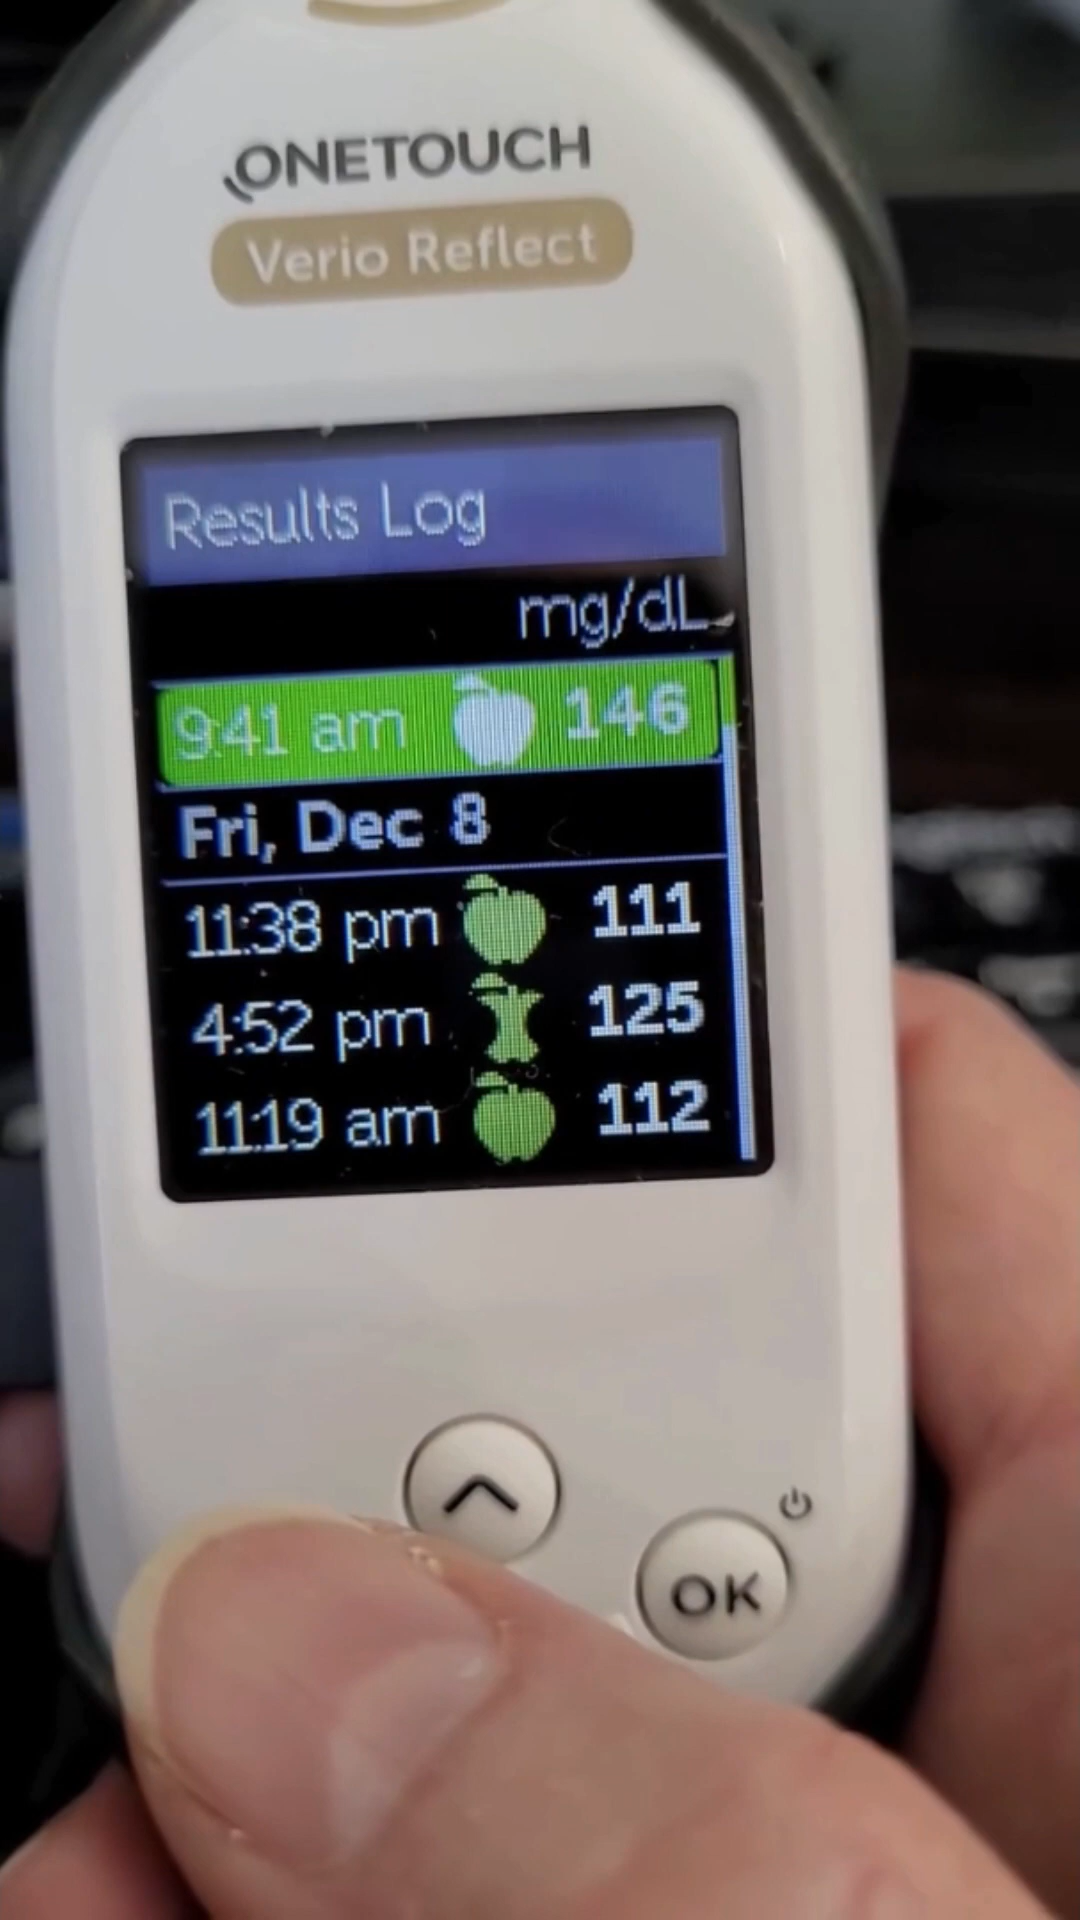 ONETOUCH
Verio Reflect
Results Log
mg/dL
9:41 am 146
Fri, Dec 8
11:38 pm 111
4:52 pm 125
11:19 am 112
OK